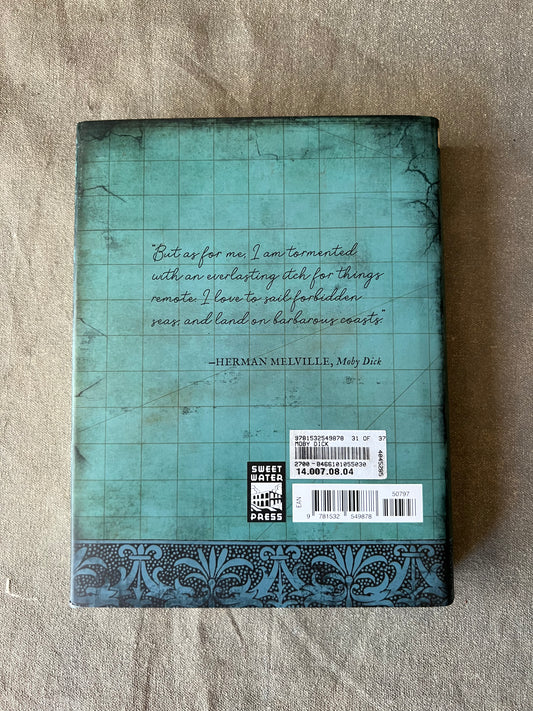 “But as for me, I am tormented
with an everlasting itch for things
remote. I love to sail forbidden
seas, and land on barbarous coasts.”
—HERMAN MELVILLE, Moby Dick
9781532549878 31 OF 37
MOBY DICK
40452805
2700 - 8466101055030
14.007.08.04
SWEET
WATER
PRESS
EAN
50797
9 781532 549878